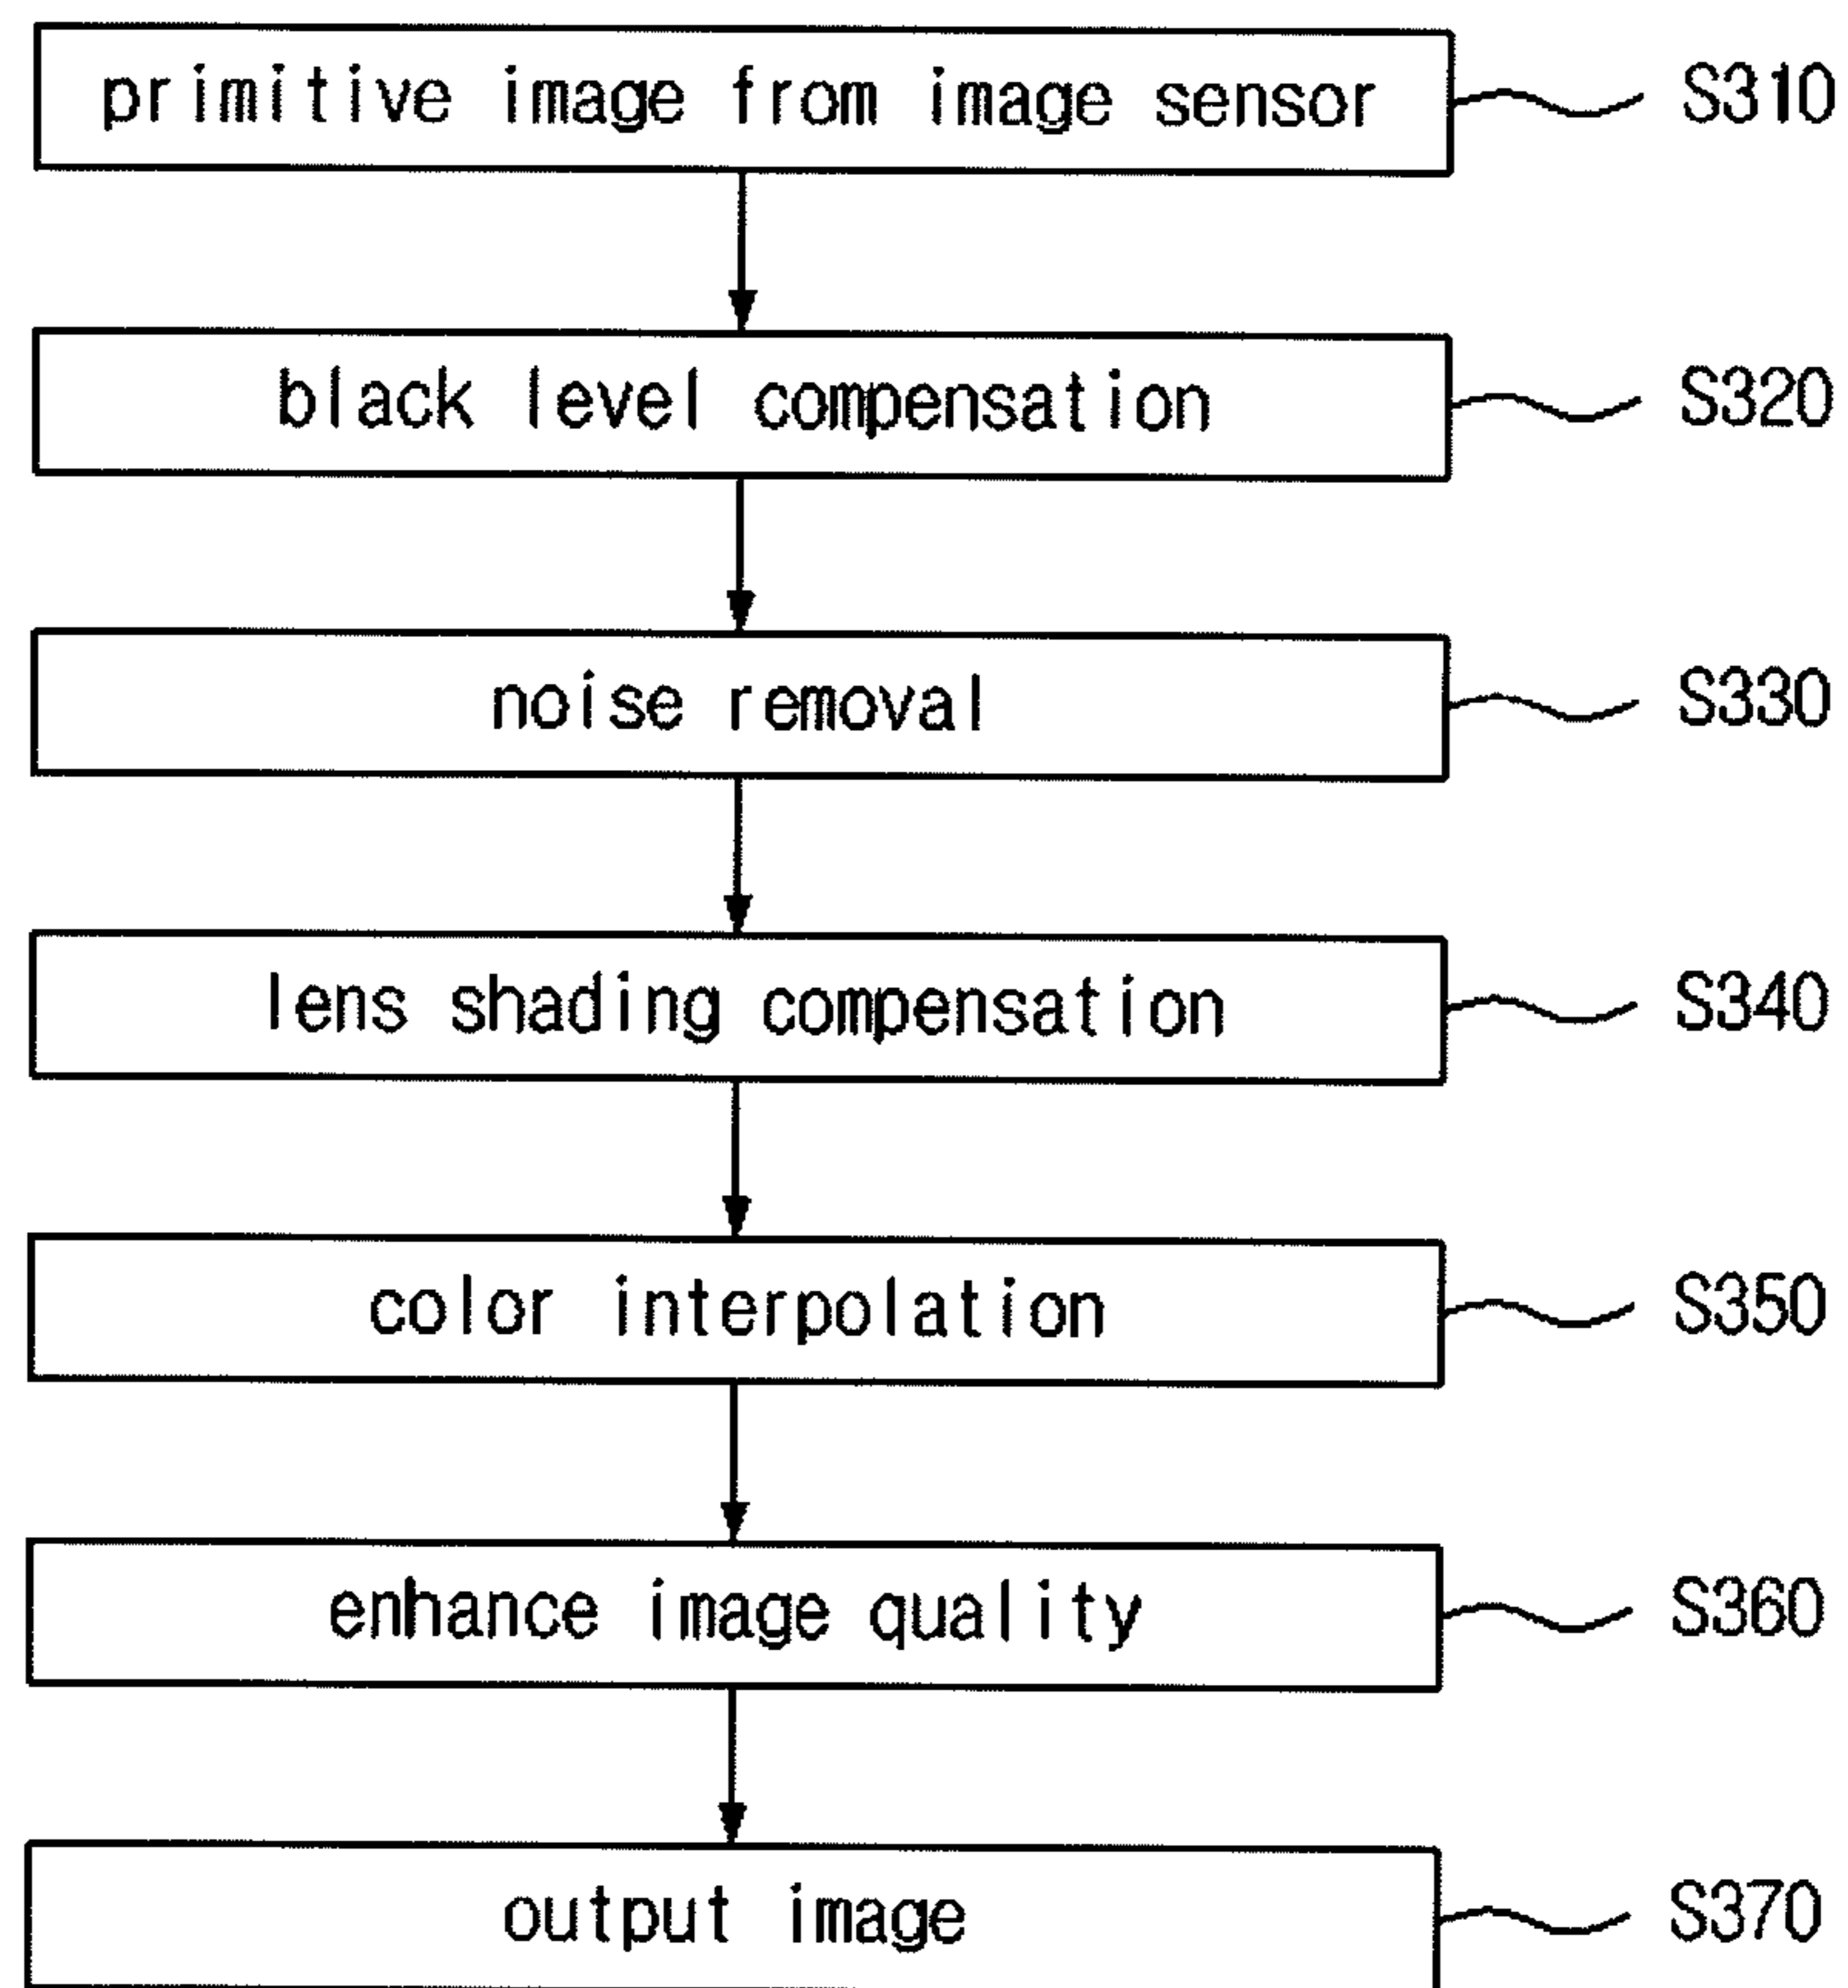 primitive image from image sensor S310
black level compensation S320
noise removal S330
lens shading compensation S340
color interpolation S350
enhance image quality S360
output image S370